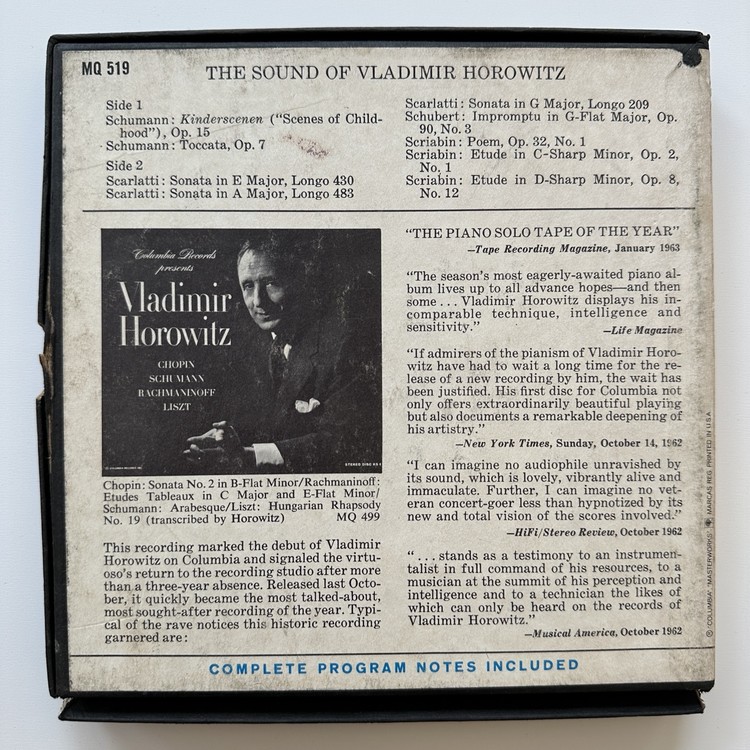 MQ 519
THE SOUND OF VLADIMIR HOROWITZ
Side 1
Schumann: Kinderscenen ("Scenes of Child-
hood"), Op. 15
Schumann: Toccata, Op. 7
Side 2
Scarlatti: Sonata in E Major, Longo 430
Scarlatti: Sonata in A Major, Longo 483
Scarlatti: Sonata in G Major, Longo 209
Schubert: Impromptu in G-Flat Major, Op.
90, No. 3
Scriabin: Poem, Op. 32, No. 1
Scriabin: Etude in C-Sharp Minor, Op. 2,
No. 1
Scriabin: Etude in D-Sharp Minor, Op. 8,
No. 12
Columbia Records
presents
Vladimir
Horowitz
CHOPIN
SCHUMANN
RACHMANINOFF
LISZT
Chopin: Sonata No. 2 in B-Flat Minor/Rachmaninoff:
Etudes Tableaux in C Major and E-Flat Minor/
Schumann: Arabesque/Liszt: Hungarian Rhapsody
No. 19 (transcribed by Horowitz) MQ 499
This recording marked the debut of Vladimir
Horowitz on Columbia and signaled the virtu-
oso's return to the recording studio after more
than a three-year absence. Released last Octo-
ber, it quickly became the most talked-about,
most sought-after recording of the year. Typi-
cal of the rave notices this historic recording
garnered are:
"THE PIANO SOLO TAPE OF THE YEAR"
—Tape Recording Magazine, January 1963
"The season's most eagerly-awaited piano al-
bum lives up to all advance hopes—and then
some... Vladimir Horowitz displays his in-
comparable technique, intelligence and
sensitivity."
—Life Magazine
"If admirers of the pianism of Vladimir Horo-
witz have had to wait a long time for the re-
lease of a new recording by him, the wait has
been justified. His first disc for Columbia not
only offers extraordinarily beautiful playing
but also documents a remarkable deepening of
his artistry."
—New York Times, Sunday, October 14, 1962
"I can imagine no audiophile unravished by
its sound, which is lovely, vibrantly alive and
immaculate. Further, I can imagine no vet-
eran concert-goer less than hypnotized by its
new and total vision of the scores involved."
—HiFi/Stereo Review, October 1962
"... stands as a testimony to an instrumen-
talist in full command of his resources, to a
musician at the summit of his perception and
intelligence and to a technician the likes of
which can only be heard on the records of
Vladimir Horowitz."
—Musical America, October 1962
COMPLETE PROGRAM NOTES INCLUDED
® "COLUMBIA", "MASTERWORKS", MARCAS REG. PRINTED IN U.S.A.